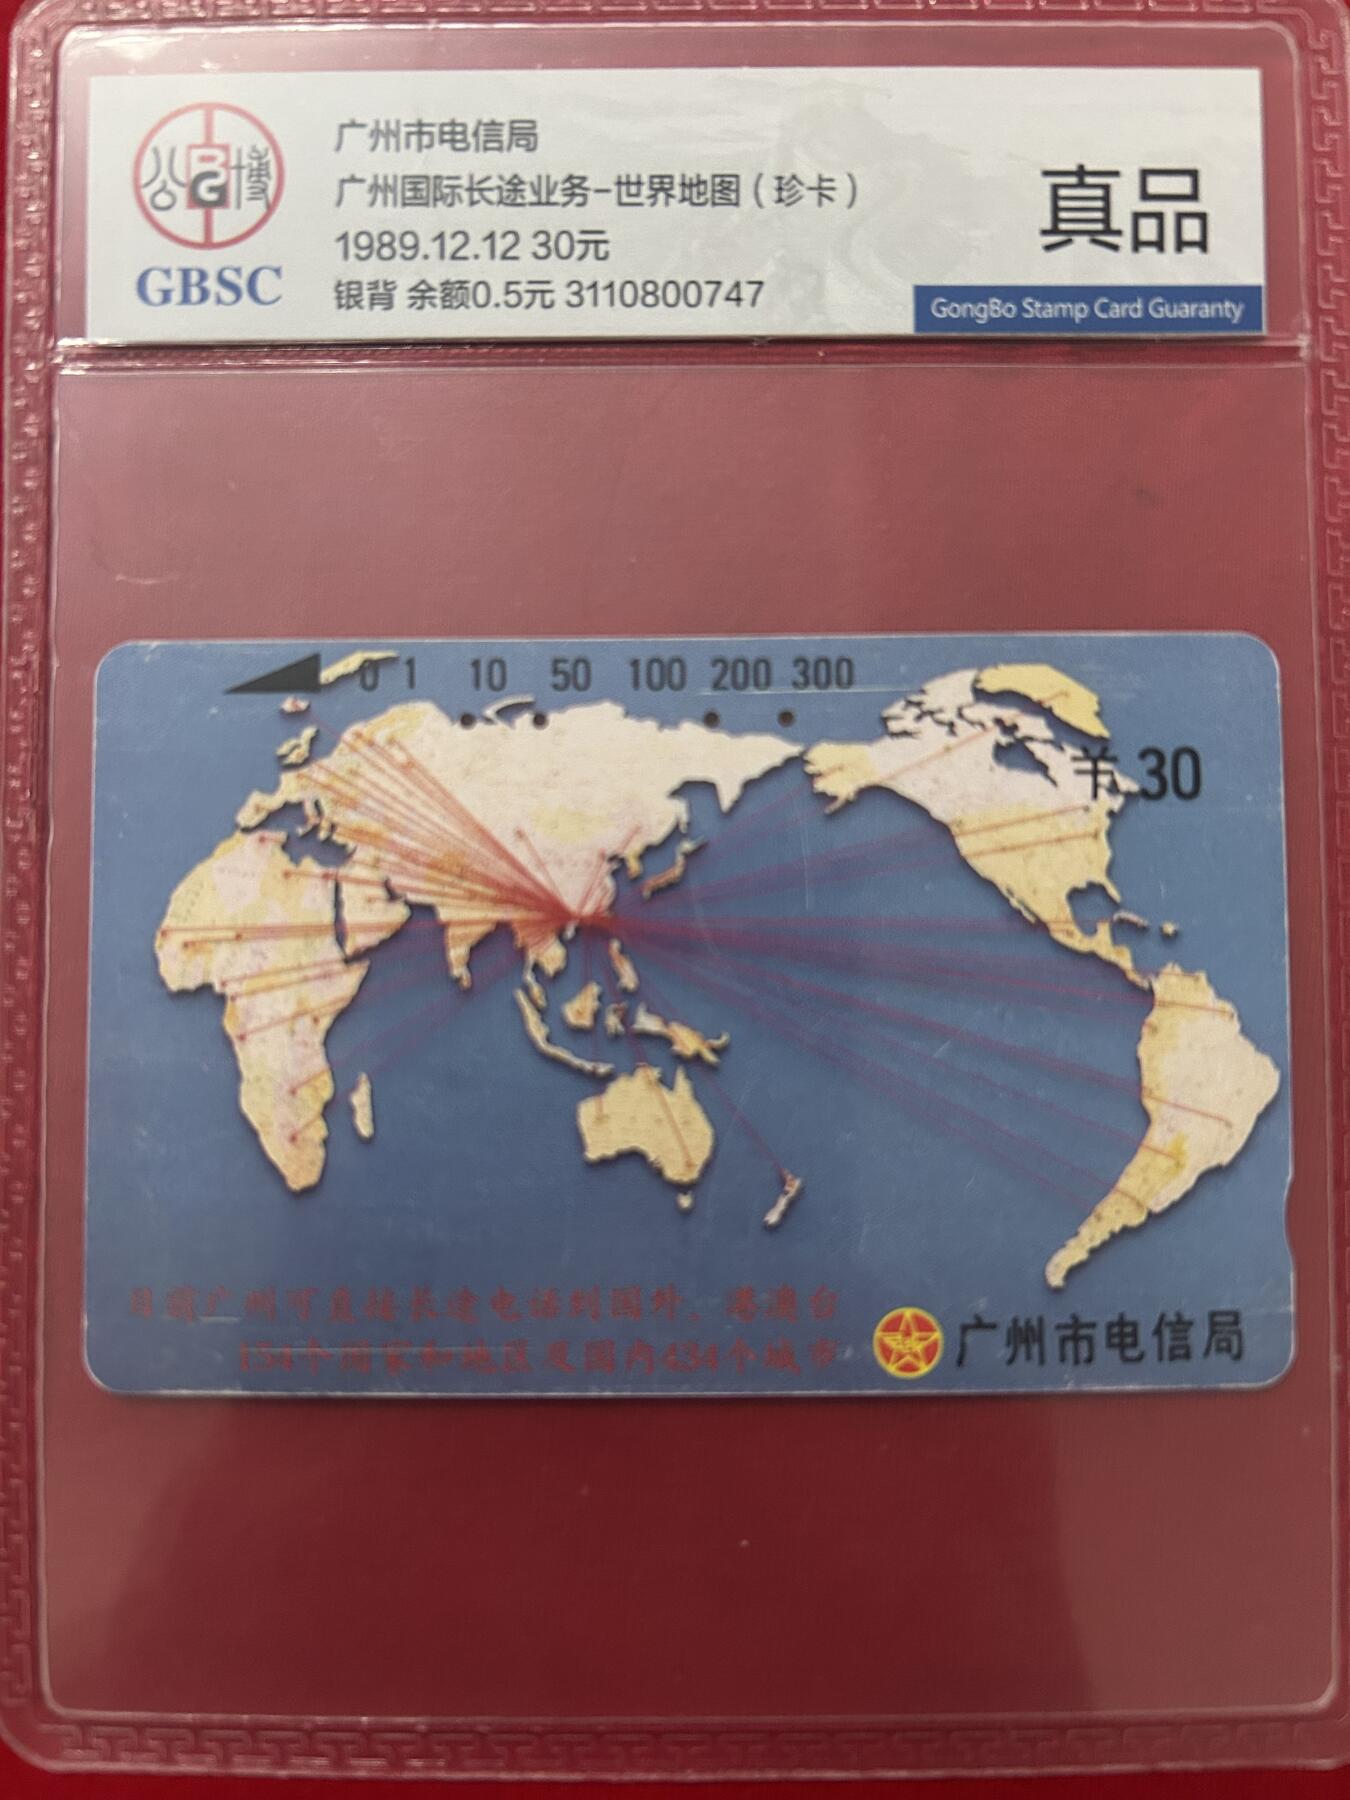 公博
BG
GBSC
广州市电信局
广州国际长途业务-世界地图（珍卡）
1989.12.12 30元
银背 余额0.5元 3110800747
真品
GongBo Stamp Card Guaranty
0 1 10 50 100 200 300
￥30
目前广州可直接长途电话到国外、港澳台
154个国家和地区及国内434个城市
广州市电信局